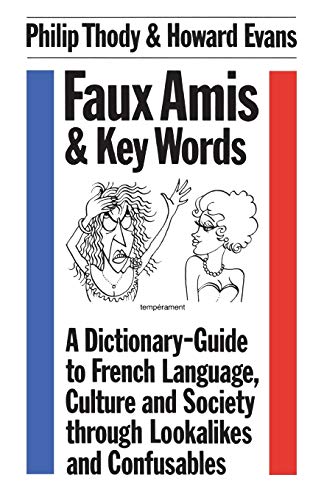 Philip Thody & Howard Evans
Faux Amis
& Key Words
tempérament
A Dictionary-Guide
to French Language,
Culture and Society
through Lookalikes
and Confusables